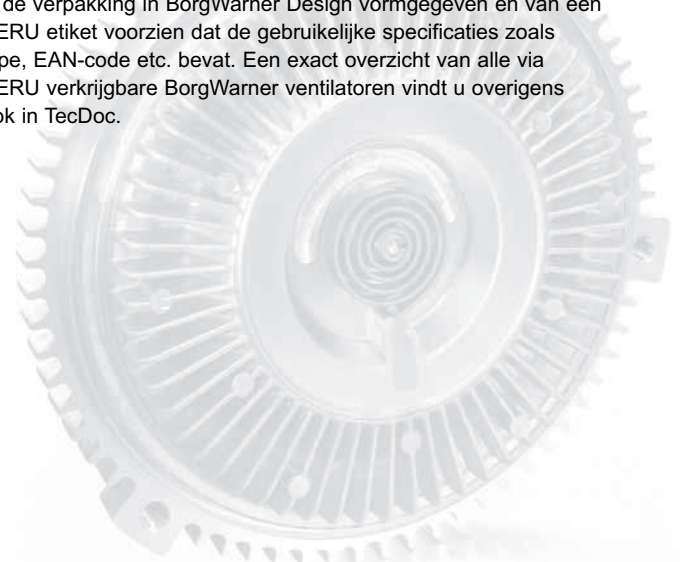 de verpakking in BorgWarner Design vormgegeven en van een
ERU etiket voorzien dat de gebruikelijke specificaties zoals
pe, EAN-code etc. bevat. Een exact overzicht van alle via
ERU verkrijgbare BorgWarner ventilatoren vindt u overigens
ok in TecDoc.